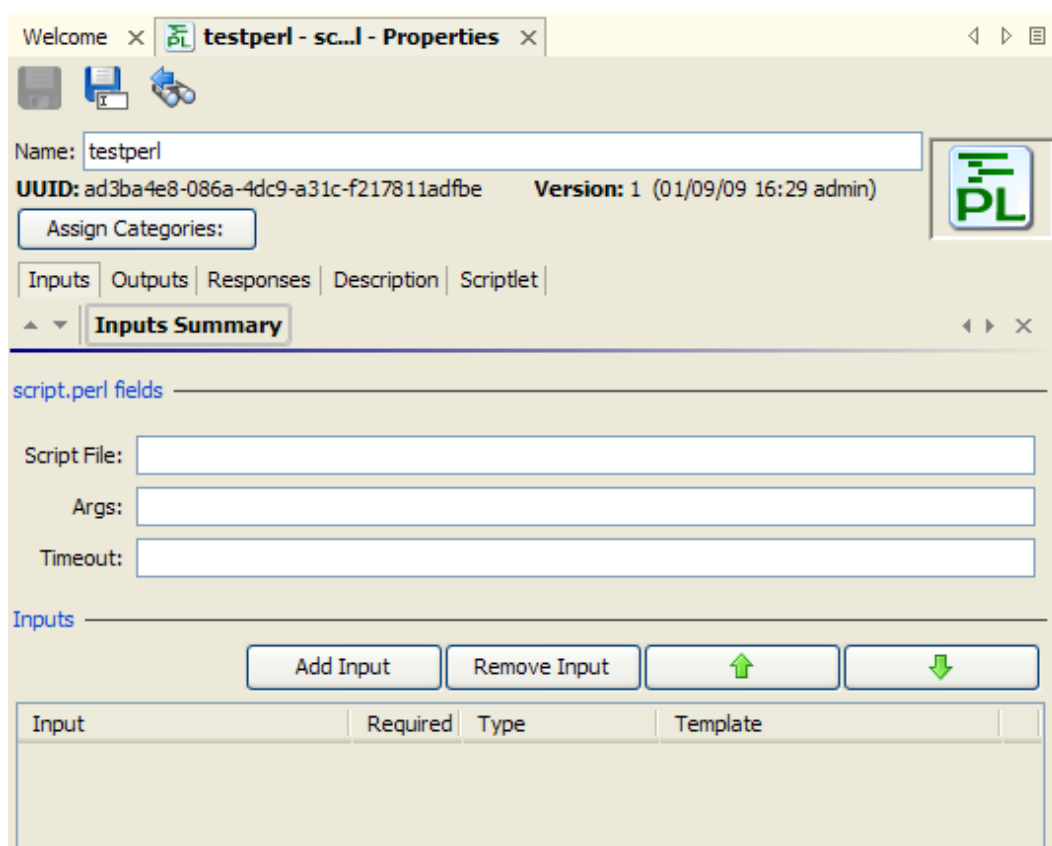 Welcome testperl - sc...l - Properties
Name: testperl
UUID: ad3ba4e8-086a-4dc9-a31c-f217811adfbe Version: 1 (01/09/09 16:29 admin)
PL
Assign Categories:
Inputs Outputs Responses Description Scriptlet
Inputs Summary
script.perl fields
Script File:
Args:
Timeout:
Inputs
Add Input Remove Input
Input Required Type Template